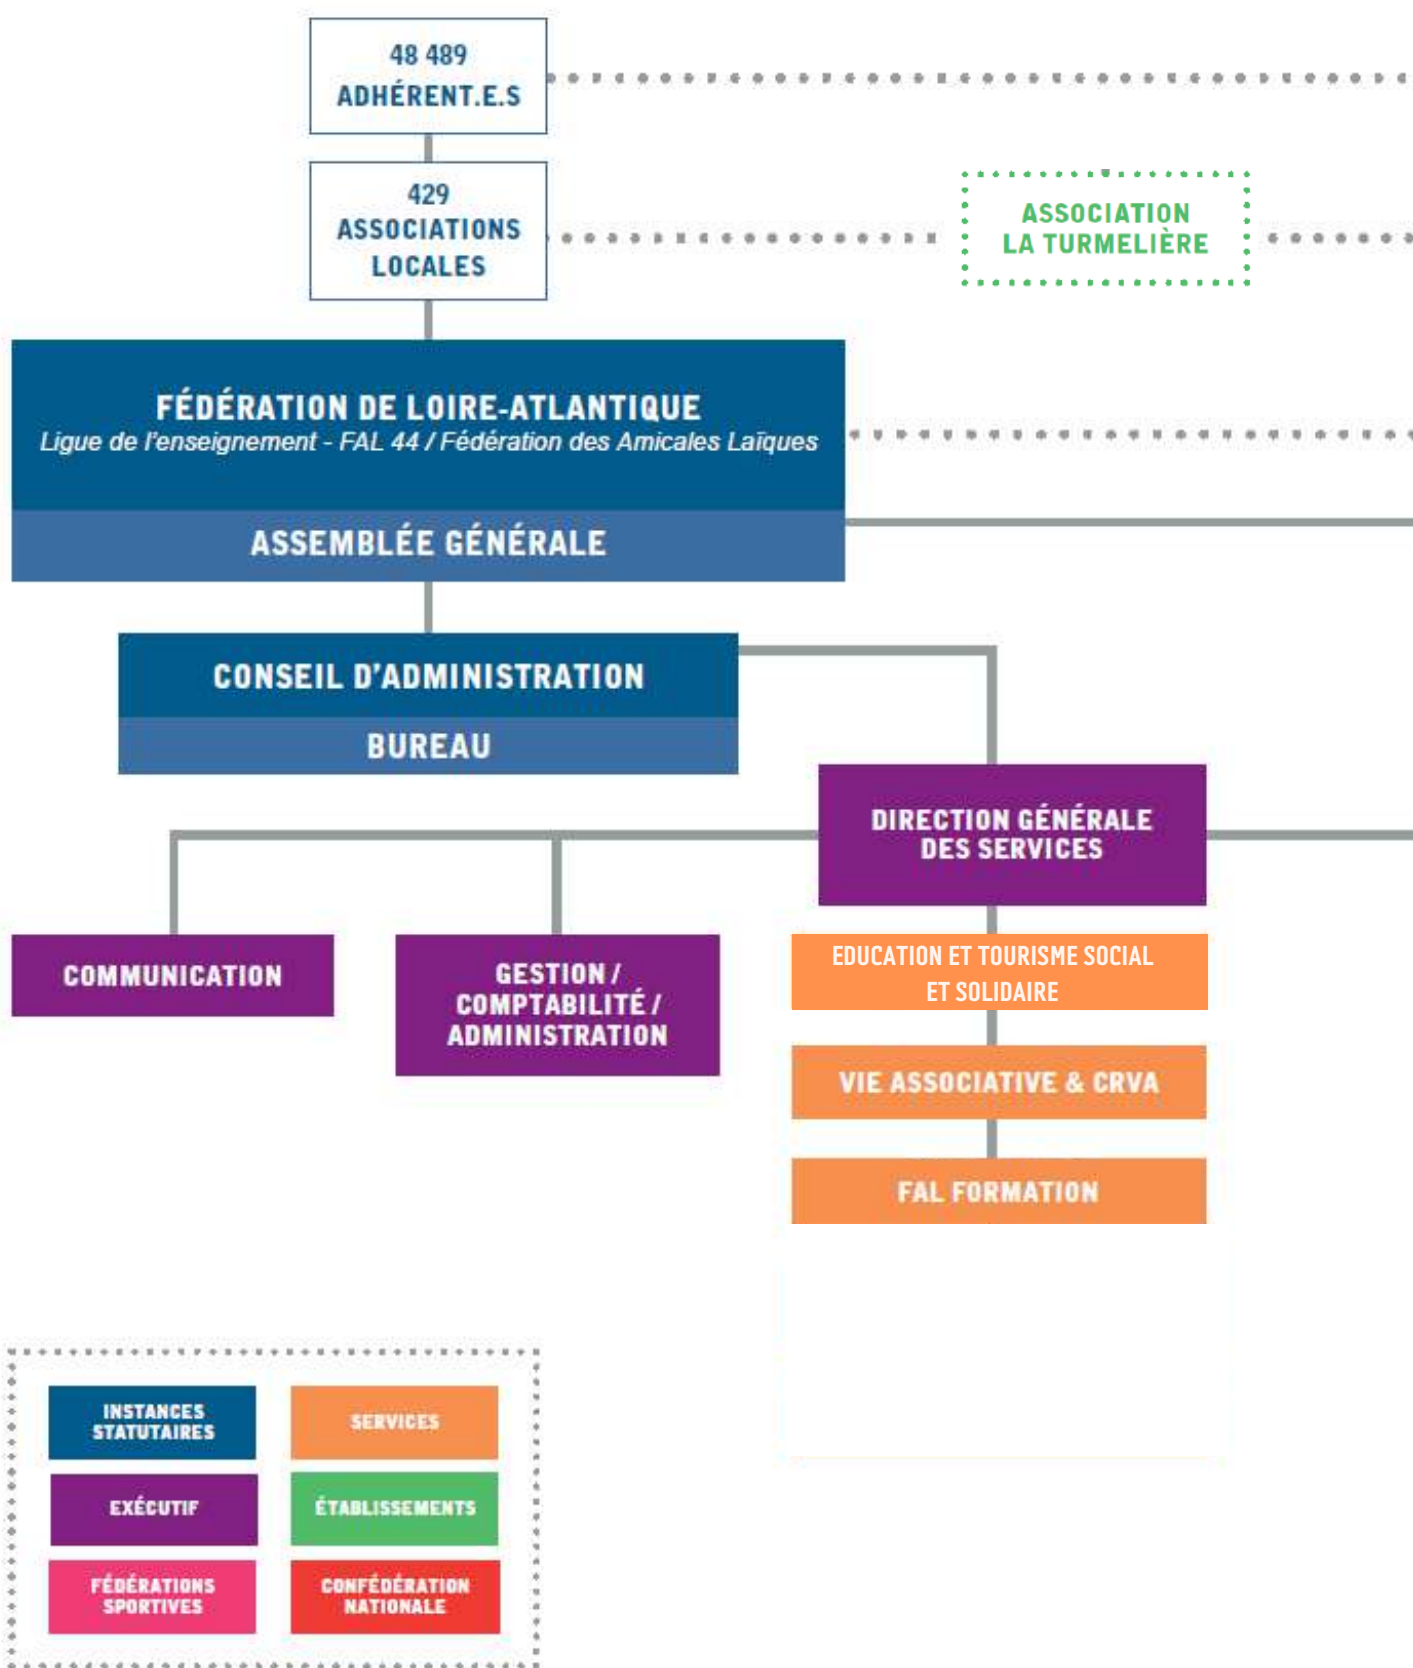 48 489
ADHÉRENT.E.S
429
ASSOCIATIONS
LOCALES
ASSOCIATION
LA TURMELIÈRE
FÉDÉRATION DE LOIRE-ATLANTIQUE
Ligue de l'enseignement - FAL 44 / Fédération des Amicales Laïques
ASSEMBLÉE GÉNÉRALE
CONSEIL D'ADMINISTRATION
BUREAU
DIRECTION GÉNÉRALE
DES SERVICES
COMMUNICATION
GESTION /
COMPTABILITÉ /
ADMINISTRATION
EDUCATION ET TOURISME SOCIAL
ET SOLIDAIRE
VIE ASSOCIATIVE & CRVA
FAL FORMATION
INSTANCES
STATUTAIRES
SERVICES
EXÉCUTIF
ÉTABLISSEMENTS
FÉDÉRATIONS
SPORTIVES
CONFÉDÉRATION
NATIONALE